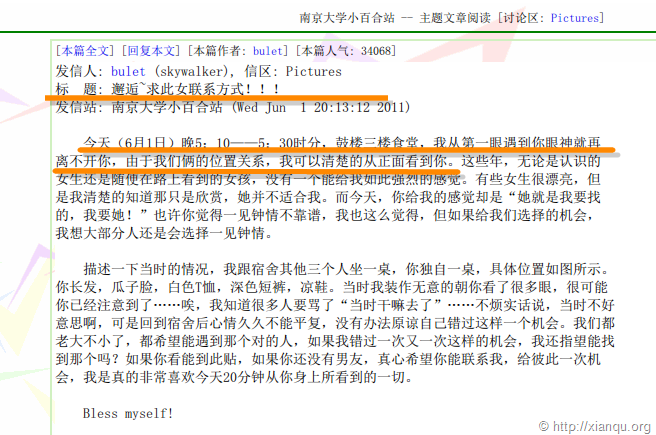 南京大学小百合站 -- 主题文章阅读 [讨论区: Pictures]
[本篇全文] [回复本文] [本篇作者: bulet] [本篇人气: 34068]
发信人: bulet (skywalker), 信区: Pictures
标  题: 邂逅~求此女联系方式!!!
发信站: 南京大学小百合站 (Wed Jun  1 20:13:12 2011)
今天（6月1日）晚5：10——5：30时分，鼓楼三楼食堂，我从第一眼遇到你眼神就再
离不开你，由于我们俩的位置关系，我可以清楚的从正面看到你。这些年，无论是认识的
女生还是随便在路上看到的女孩，没有一个能给我如此强烈的感觉。有些女生很漂亮，但
是我清楚的知道那只是欣赏，她并不适合我。而今天，你给我的感觉却是“她就是我要找
的，我要她！”也许你觉得一见钟情不靠谱，我也这么觉得，但如果给我们选择的机会，
我想大部分人还是会选择一见钟情。
描述一下当时的情况，我跟宿舍其他三个人坐一桌，你独自一桌，具体位置如图所示。
你长发，瓜子脸，白色T恤，深色短裤，凉鞋。当时我装作无意的朝你看了很多眼，很可能
你已经注意到了……唉，我知道很多人要骂了“当时干嘛去了”……不烦实话说，当时不好
意思啊，可是回到宿舍后心情久久不能平复，没有办法原谅自己错过这样一个机会。我们都
老大不小了，都希望能遇到那个对的人，如果我错过一次又一次这样的机会，我还指望能找
到那个吗？如果你看能到此贴，如果你还没有男友，真心希望你能联系我，给彼此一次机
会，我是真的非常喜欢今天20分钟从你身上所看到的一切。
Bless myself!
© http://xianqu.org